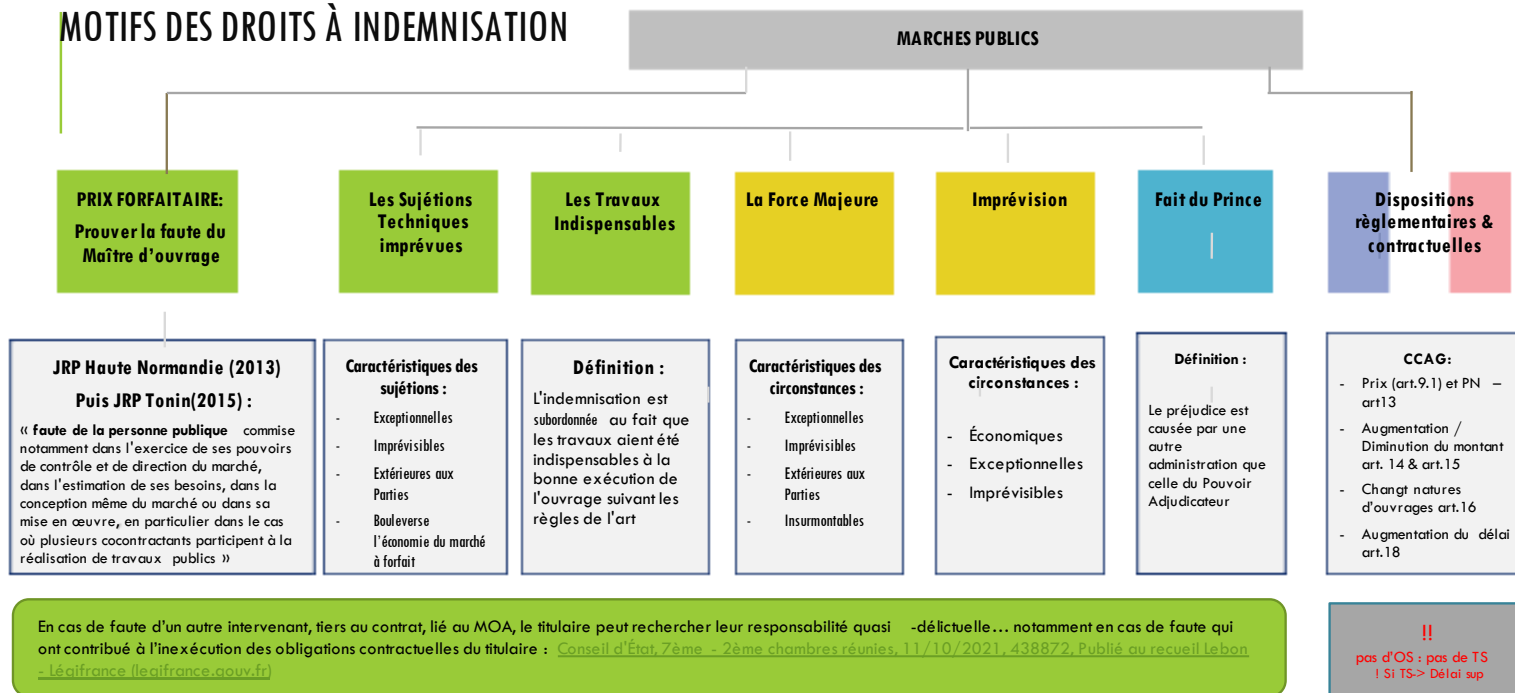 MOTIFS DES DROITS À INDEMNISATION
MARCHES PUBLICS
PRIX FORFAITAIRE:
Prouver la faute du
Maître d'ouvrage
Les Sujétions
Techniques
imprévues
Les Travaux
Indispensables
La Force Majeure
Imprévision
Fait du Prince
Dispositions
règlementaires &
contractuelles
JRP Haute Normandie (2013)
Puis JRP Tonin(2015) :
« faute de la personne publique commise
notamment dans l'exercice de ses pouvoirs
de contrôle et de direction du marché,
dans l'estimation de ses besoins, dans la
conception même du marché ou dans sa
mise en œuvre, en particulier dans le cas
où plusieurs cocontractants participent à la
réalisation de travaux publics »
Caractéristiques des
sujétions :
- Exceptionnelles
- Imprévisibles
- Extérieures aux
Parties
- Bouleverse
l'économie du marché
à forfait
Définition :
L'indemnisation est
subordonnée au fait que
les travaux aient été
indispensables à la
bonne exécution de
l'ouvrage suivant les
règles de l'art
Caractéristiques des
circonstances :
- Exceptionnelles
- Imprévisibles
- Extérieures aux
Parties
- Insurmontables
Caractéristiques des
circonstances :
- Économiques
- Exceptionnelles
- Imprévisibles
Définition :
Le préjudice est
causée par une
autre
administration que
celle du Pouvoir
Adjudicateur
CCAG:
- Prix (art.9.1) et PN –
art13
- Augmentation /
Diminution du montant
art. 14 & art.15
- Changt natures
d'ouvrages art.16
- Augmentation du délai
art.18
En cas de faute d'un autre intervenant, tiers au contrat, lié au MOA, le titulaire peut rechercher leur responsabilité quasi -délictuelle… notamment en cas de faute qui
ont contribué à l'inexécution des obligations contractuelles du titulaire : Conseil d'État, 7ème - 2ème chambres réunies, 11/10/2021, 438872, Publié au recueil Lebon
- Légifrance (legifrance.gouv.fr)
!!
pas d'OS : pas de TS
! Si TS-> Délai sup